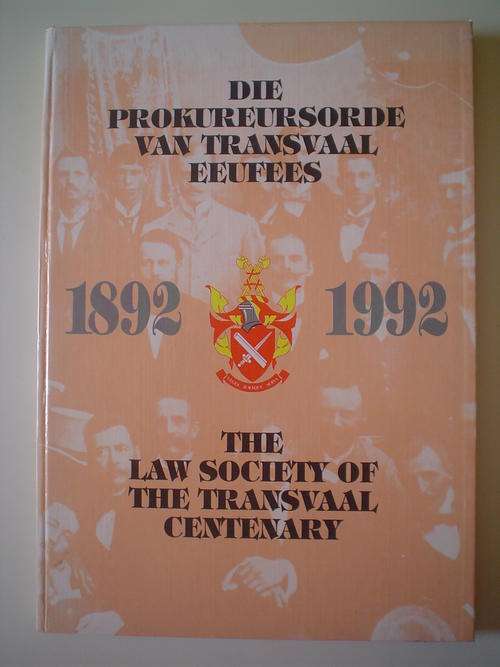 DIE
PROKUREURSORDE
VAN TRANSVAAL
EEUFEES
1892 1992
THE
LAW SOCIETY OF
THE TRANSVAAL
CENTENARY